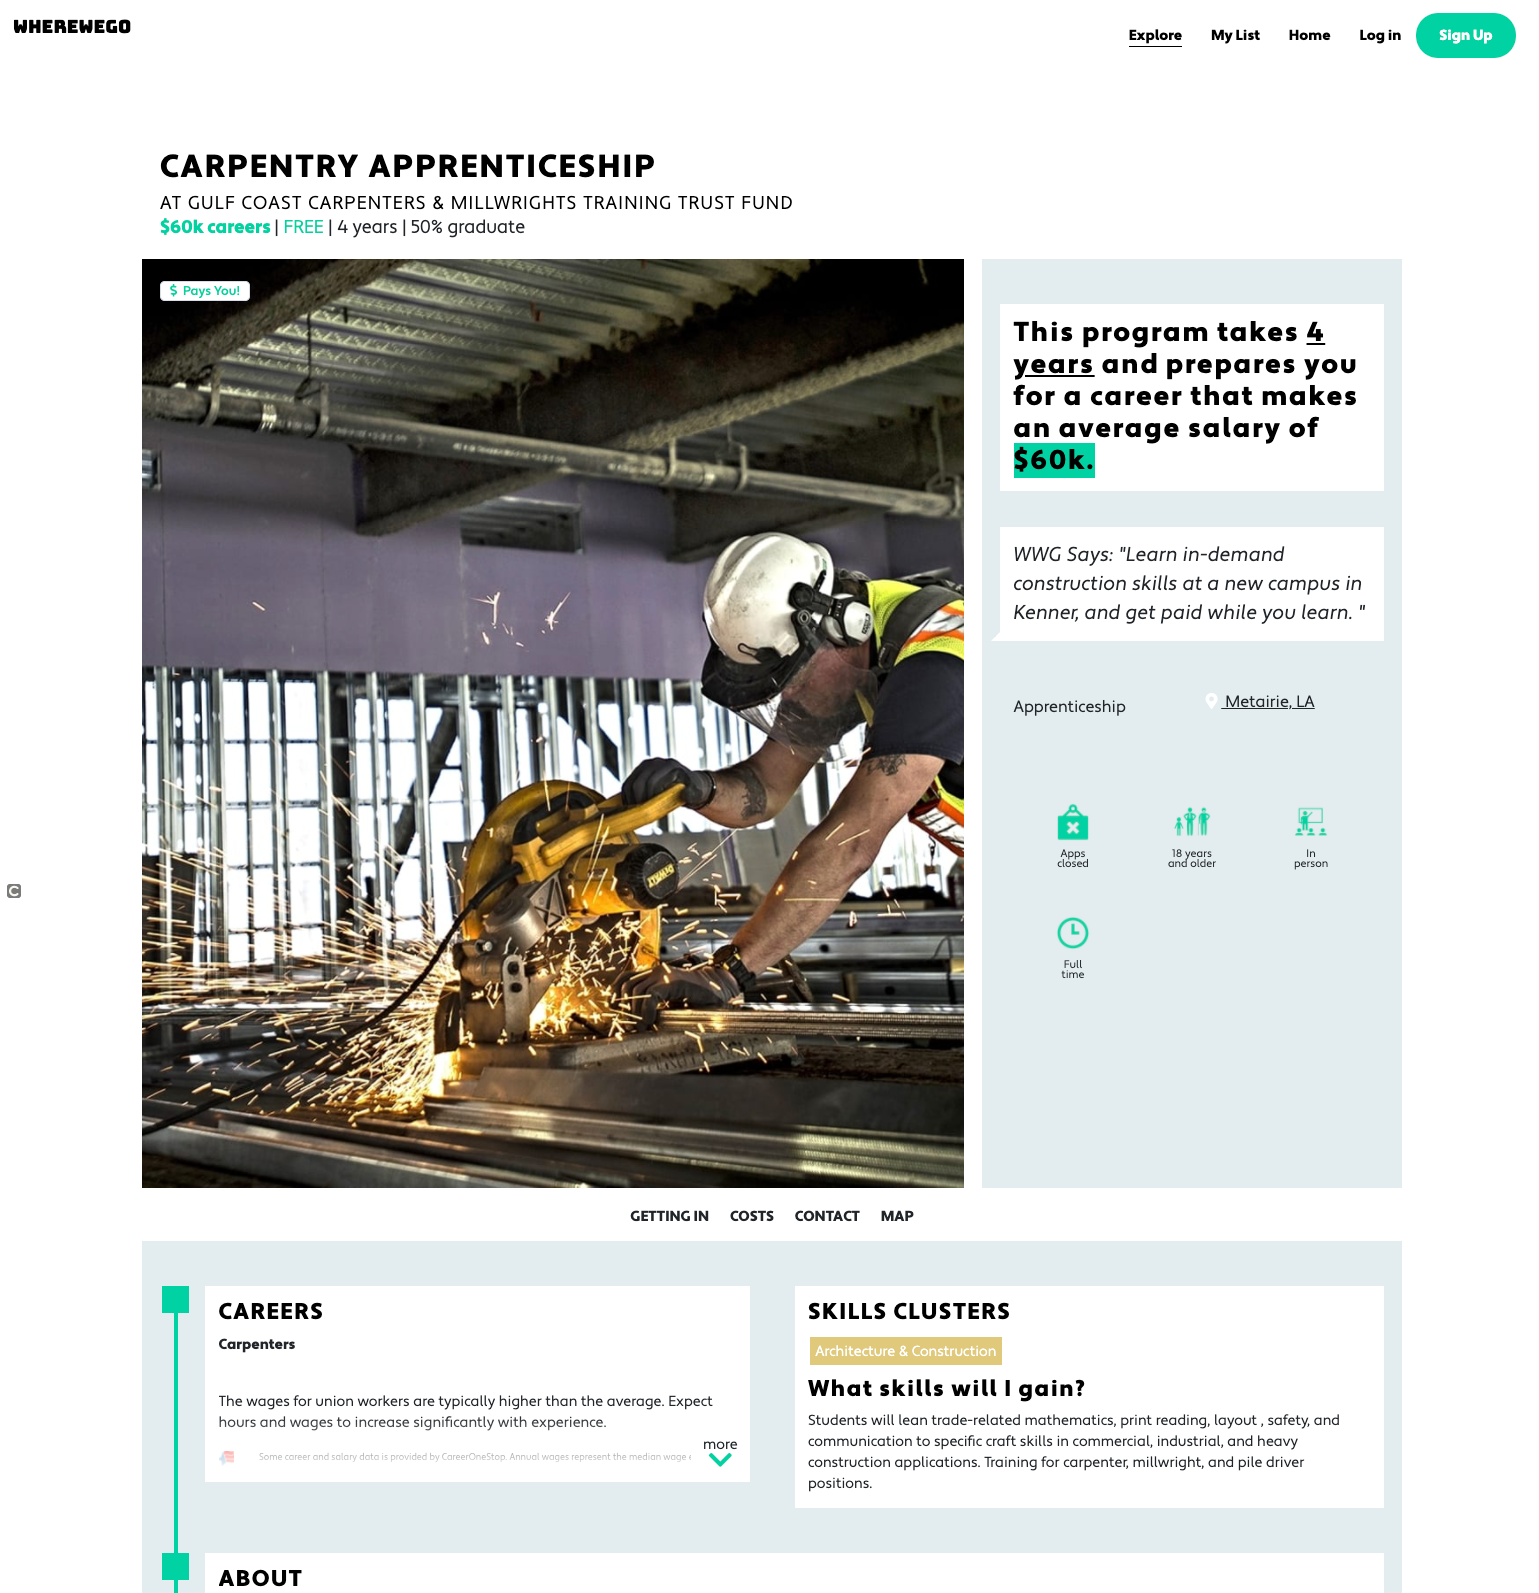 WHEREWEGO
Explore
My List
Home
Log in
Sign Up
CARPENTRY APPRENTICESHIP
AT GULF COAST CARPENTERS & MILLWRIGHTS TRAINING TRUST FUND
$60k careers | FREE | 4 years | 50% graduate
$ Pays You!
This program takes 4
years and prepares you
for a career that makes
an average salary of
$60k.
WWG Says: "Learn in-demand
construction skills at a new campus in
Kenner, and get paid while you learn. "
Apprenticeship
Metairie, LA
Apps
closed
18 years
and older
In
person
Full
time
DEWALT
C
GETTING IN
COSTS
CONTACT
MAP
CAREERS
Carpenters
The wages for union workers are typically higher than the average. Expect
hours and wages to increase significantly with experience.
more
Some career and salary data is provided by CareerOneStop. Annual wages represent the median wage
SKILLS CLUSTERS
Architecture & Construction
What skills will I gain?
Students will lean trade-related mathematics, print reading, layout , safety, and
communication to specific craft skills in commercial, industrial, and heavy
construction applications. Training for carpenter, millwright, and pile driver
positions.
ABOUT